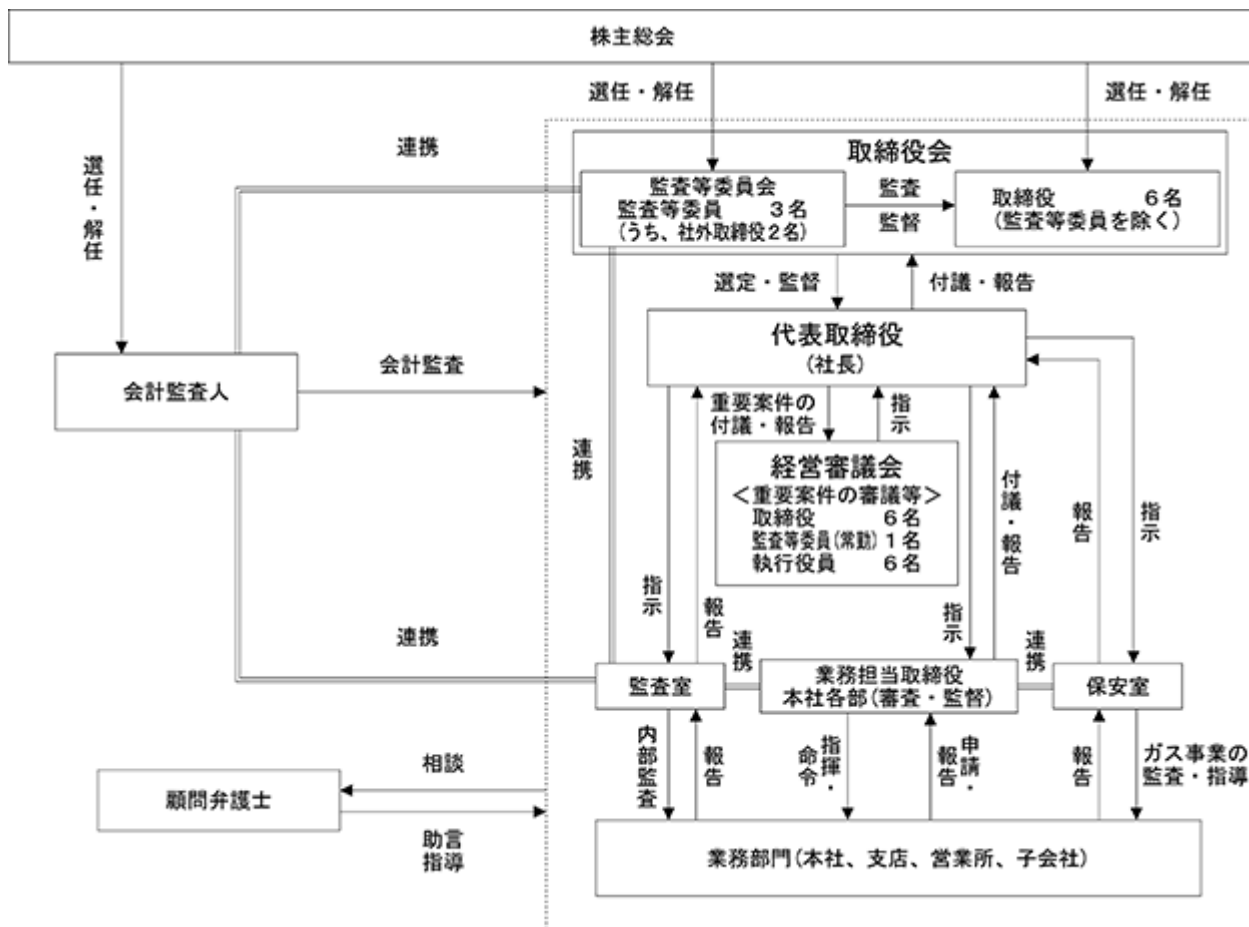 株主総会
選任・解任
選任・解任
選任・解任
連携
取締役会
監査等委員会
監査等委員 3名
(うち、社外取締役2名)
監査
監督
取締役 6名
(監査等委員を除く)
選定・監督
付議・報告
代表取締役
(社長)
会計監査人
会計監査
重要案件の
付議・報告
指示
連携
経営審議会
<重要案件の審議等>
取締役 6名
監査等委員(常勤) 1名
執行役員 6名
付議・報告
報告
指示
指示
報告
指示
連携
連携
連携
監査室
業務担当取締役
本社各部(審査・監督)
保安室
内部監査
報告
指揮・
命令
申請・
報告
報告
ガス事業の
監査・指導
相談
顧問弁護士
助言
指導
業務部門(本社、支店、営業所、子会社)